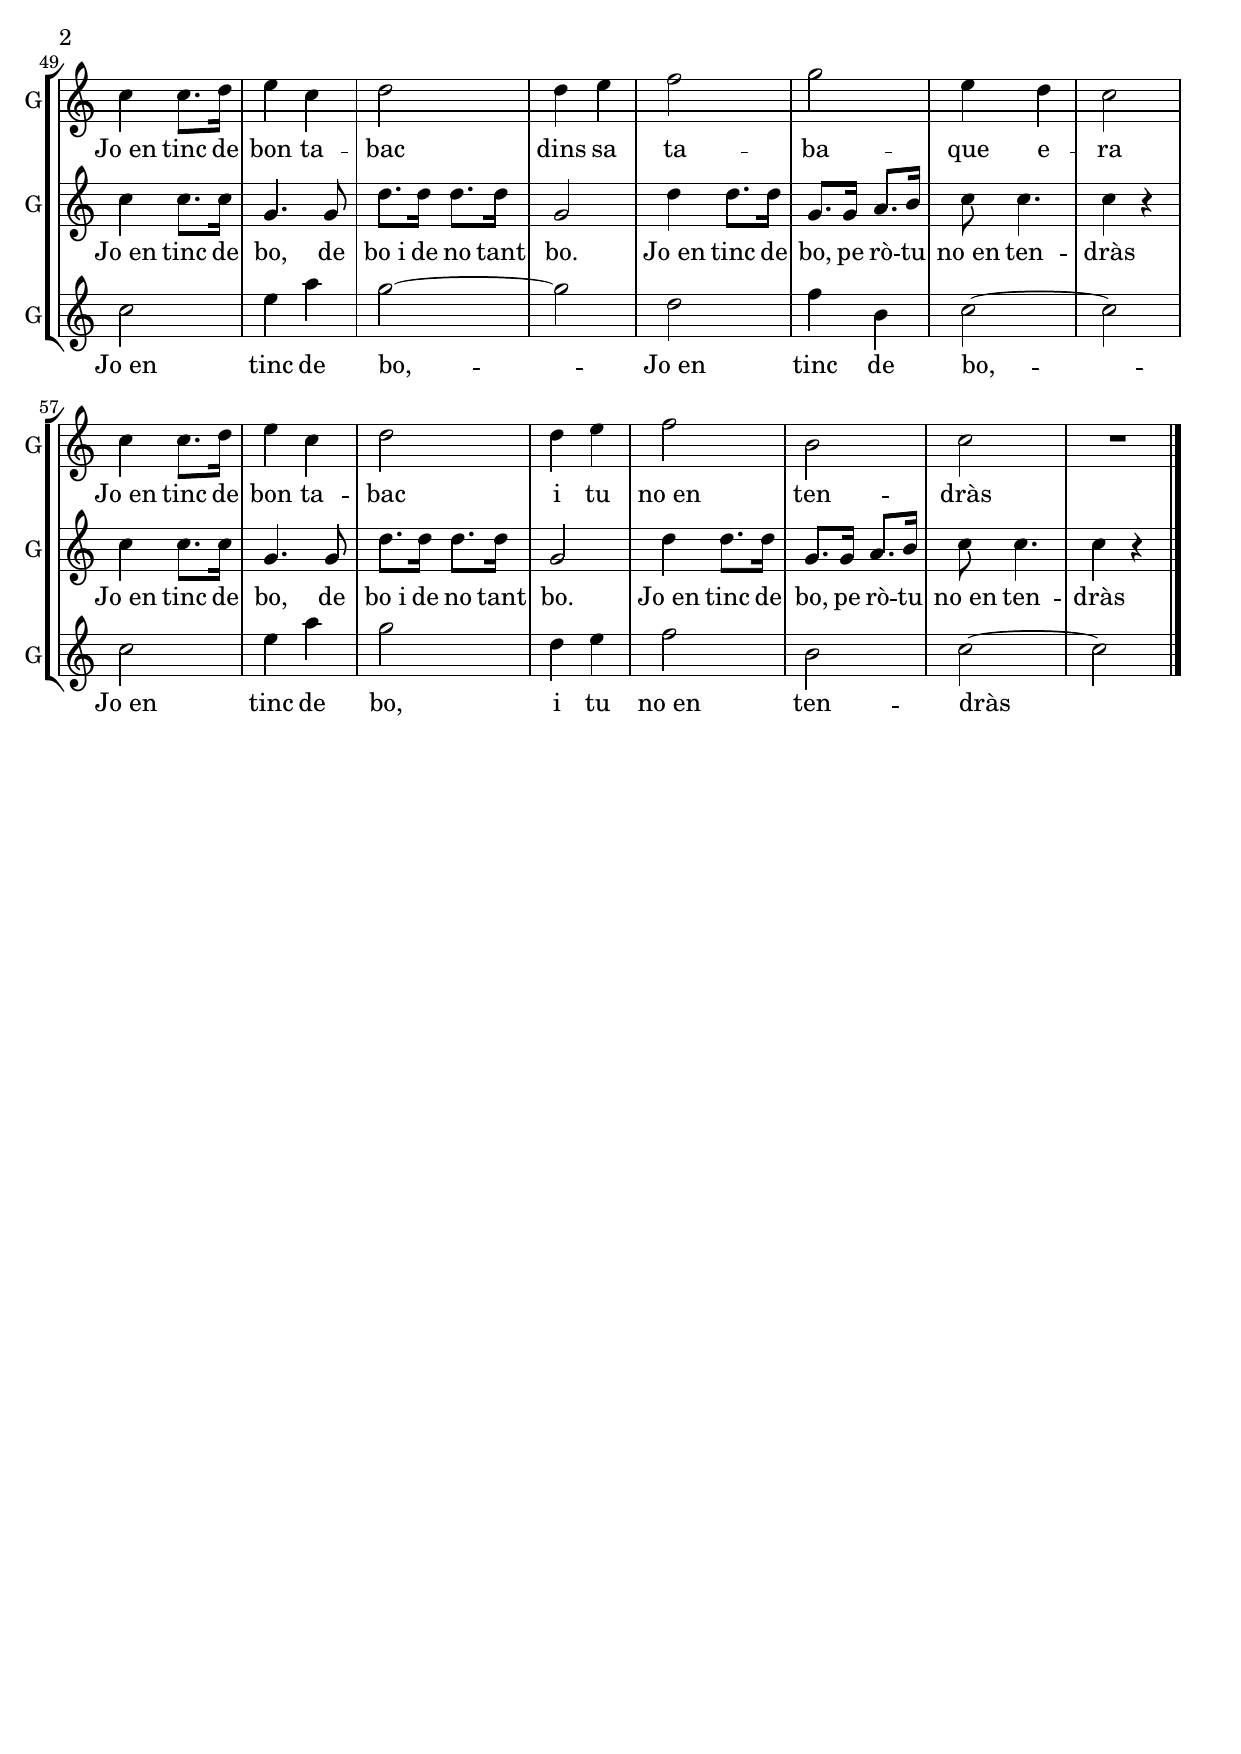 2
49
G
Jo en tinc de bon ta -- bac dins sa ta -- ba -- que e -- ra
G
Jo en tinc de bo, de bo i de no tant bo. Jo en tinc de bo, pe rò -- tu no en ten -- dràs
G
Jo en tinc de bo, -- -- Jo en tinc de bo, -- --
57
G
Jo en tinc de bon ta -- bac i tu no en ten -- dràs
G
Jo en tinc de bo, de bo i de no tant bo. Jo en tinc de bo, pe rò -- tu no en ten -- dràs
G
Jo en tinc de bo, i tu no en ten -- dràs